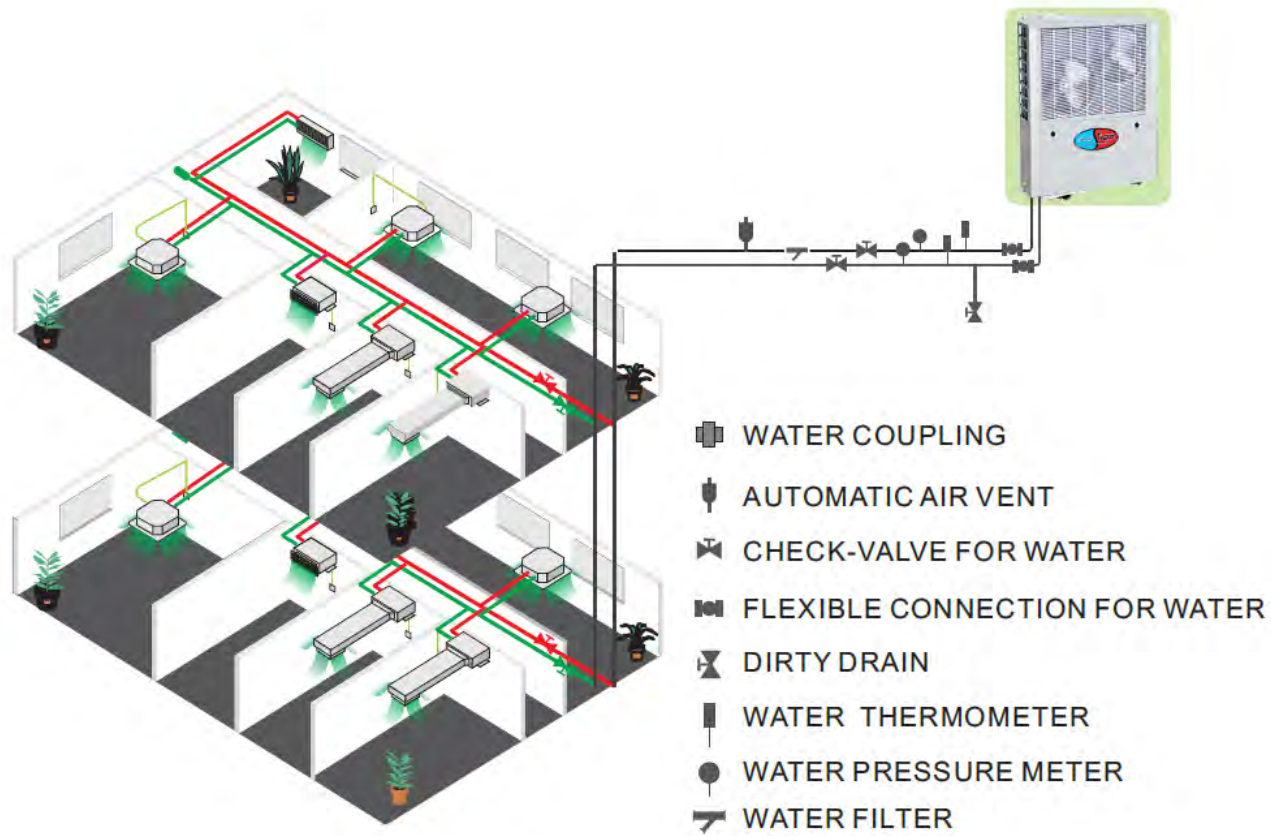 WATER COUPLING
AUTOMATIC AIR VENT
CHECK-VALVE FOR WATER
FLEXIBLE CONNECTION FOR WATER
DIRTY DRAIN
WATER THERMOMETER
WATER PRESSURE METER
WATER FILTER